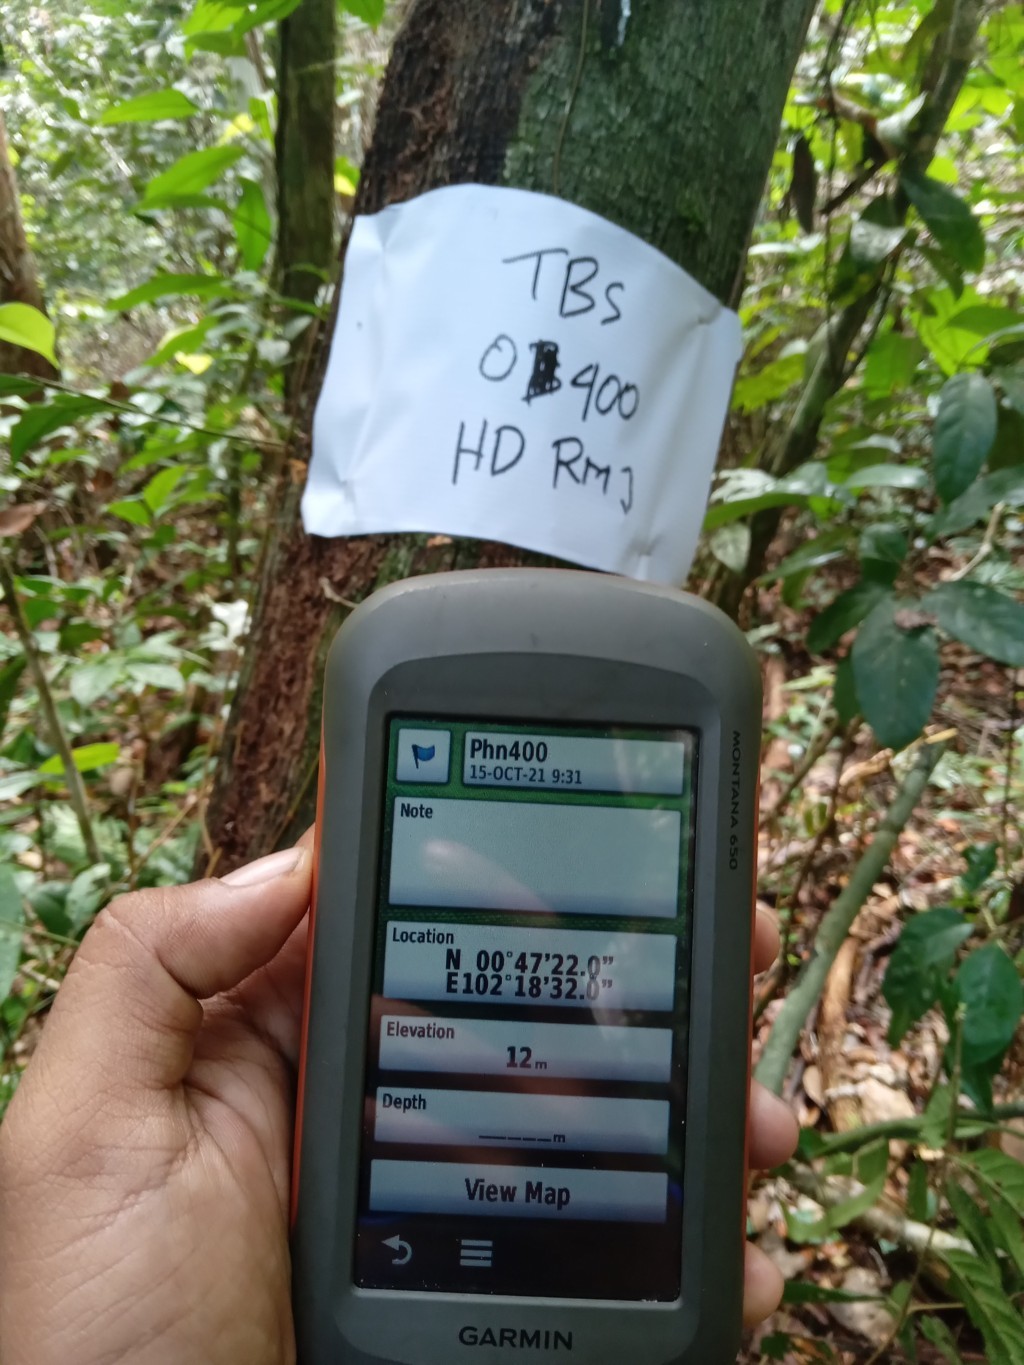 TBS
0 400
HD Rmj
Phn400
15-OCT-21 9:31
Note
Location
N 00°47'22.0"
E102°18'32.0"
Elevation
12 m
Depth
_____m
View Map
GARMIN
MONTANA 650